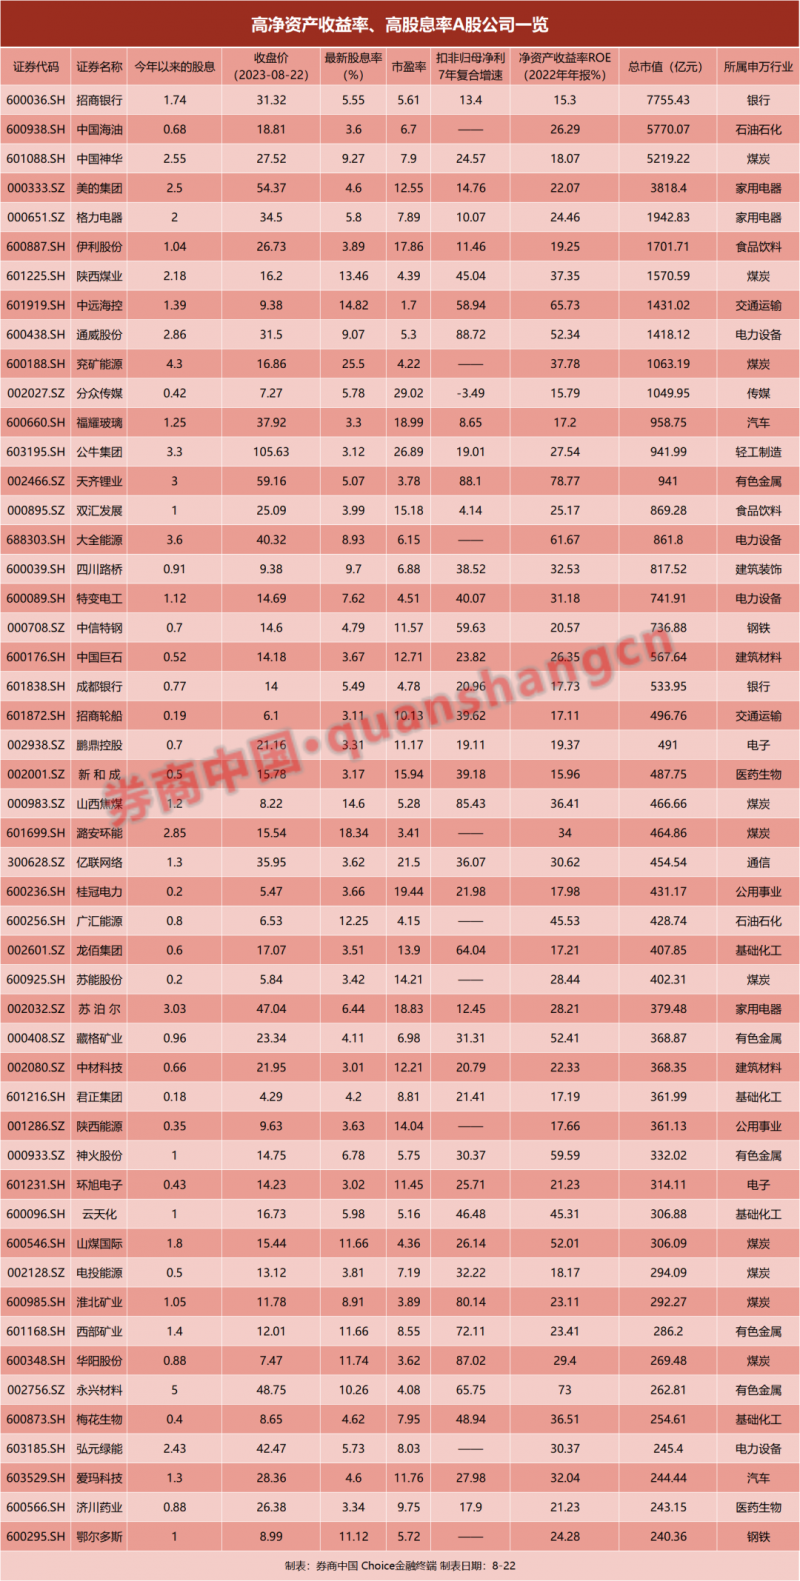 高净资产收益率、高股息率A股公司一览
证券代码 证券名称 今年以来的股息 收盘价（2023-08-22） 最新股息率（%） 市盈率 扣非归母净利7年复合增速 净资产收益率ROE（2022年年报%） 总市值（亿元） 所属申万行业
600036.SH 招商银行 1.74 31.32 5.55 5.61 13.4 15.3 7755.43 银行
600938.SH 中国海油 0.68 18.81 3.6 6.7 —— 26.29 5770.07 石油石化
601088.SH 中国神华 2.55 27.52 9.27 7.9 24.57 18.07 5219.22 煤炭
000333.SZ 美的集团 2.5 54.37 4.6 12.55 14.76 22.07 3818.4 家用电器
000651.SZ 格力电器 2 34.5 5.8 7.89 10.07 24.46 1942.83 家用电器
600887.SH 伊利股份 1.04 26.73 3.89 17.86 11.46 19.25 1701.71 食品饮料
601225.SH 陕西煤业 2.18 16.2 13.46 4.39 45.04 37.35 1570.59 煤炭
601919.SH 中远海控 1.39 9.38 14.82 1.7 58.94 65.73 1431.02 交通运输
600438.SH 通威股份 2.86 31.5 9.07 5.3 88.72 52.34 1418.12 电力设备
600188.SH 兖矿能源 4.3 16.86 25.5 4.22 —— 37.78 1063.19 煤炭
002027.SZ 分众传媒 0.42 7.27 5.78 29.02 -3.49 15.79 1049.95 传媒
600660.SH 福耀玻璃 1.25 37.92 3.3 18.99 8.65 17.2 958.75 汽车
603195.SH 公牛集团 3.3 105.63 3.12 26.89 19.01 27.54 941.99 轻工制造
002466.SZ 天齐锂业 3 59.16 5.07 3.78 88.1 78.77 941 有色金属
000895.SZ 双汇发展 1 25.09 3.99 15.18 4.14 25.17 869.28 食品饮料
688303.SH 大全能源 3.6 40.32 8.93 6.15 —— 61.67 861.8 电力设备
600039.SH 四川路桥 0.91 9.38 9.7 6.88 38.52 32.53 817.52 建筑装饰
600089.SH 特变电工 1.12 14.69 7.62 4.51 40.07 31.18 741.91 电力设备
000708.SZ 中信特钢 0.7 14.6 4.79 11.57 59.63 20.57 736.88 钢铁
600176.SH 中国巨石 0.52 14.18 3.67 12.71 23.82 26.35 567.64 建筑材料
601838.SH 成都银行 0.77 14 5.49 4.78 20.96 17.73 533.95 银行
601872.SH 招商轮船 0.19 6.1 3.11 10.13 39.62 17.11 496.76 交通运输
002938.SZ 鹏鼎控股 0.7 21.16 3.31 11.17 19.11 19.37 491 电子
002001.SZ 新 和 成 0.5 15.78 3.17 15.94 39.18 15.96 487.75 医药生物
000983.SZ 山西焦煤 1.2 8.22 14.6 5.28 85.43 36.41 466.66 煤炭
601699.SH 潞安环能 2.85 15.54 18.34 3.41 —— 34 464.86 煤炭
300628.SZ 亿联网络 1.3 35.95 3.62 21.5 36.07 30.62 454.54 通信
600236.SH 桂冠电力 0.2 5.47 3.66 19.44 21.98 17.98 431.17 公用事业
600256.SH 广汇能源 0.8 6.53 12.25 4.15 —— 45.53 428.74 石油石化
002601.SZ 龙佰集团 0.6 17.07 3.51 13.9 64.04 17.21 407.85 基础化工
600925.SH 苏能股份 0.2 5.84 3.42 14.21 —— 28.44 402.31 煤炭
002032.SZ 苏 泊 尔 3.03 47.04 6.44 18.83 12.45 28.21 379.48 家用电器
000408.SZ 藏格矿业 0.96 23.34 4.11 6.98 31.31 52.41 368.87 有色金属
002080.SZ 中材科技 0.66 21.95 3.01 12.21 20.79 22.33 368.35 建筑材料
601216.SH 君正集团 0.18 4.29 4.2 8.81 21.41 17.19 361.99 基础化工
001286.SZ 陕西能源 0.35 9.63 3.63 14.04 —— 17.66 361.13 公用事业
000933.SZ 神火股份 1 14.75 6.78 5.75 30.37 59.59 332.02 有色金属
601231.SH 环旭电子 0.43 14.23 3.02 11.45 25.71 21.23 314.11 电子
600096.SH 云天化 1 16.73 5.98 5.16 46.48 45.31 306.88 基础化工
600546.SH 山煤国际 1.8 15.44 11.66 4.36 26.14 52.01 306.09 煤炭
002128.SZ 电投能源 0.5 13.12 3.81 7.19 32.22 18.17 294.09 煤炭
600985.SH 淮北矿业 1.05 11.78 8.91 3.89 80.14 23.11 292.27 煤炭
601168.SH 西部矿业 1.4 12.01 11.66 8.55 72.11 23.41 286.2 有色金属
600348.SH 华阳股份 0.88 7.47 11.74 3.62 87.02 29.4 269.48 煤炭
002756.SZ 永兴材料 5 48.75 10.26 4.08 65.75 73 262.81 有色金属
600873.SH 梅花生物 0.4 8.65 4.62 7.95 48.94 36.51 254.61 基础化工
603185.SH 弘元绿能 2.43 42.47 5.73 8.03 —— 30.37 245.4 电力设备
603529.SH 爱玛科技 1.3 28.36 4.6 11.76 27.98 32.04 244.44 汽车
600566.SH 济川药业 0.88 26.38 3.34 9.75 17.9 21.23 243.15 医药生物
600295.SH 鄂尔多斯 1 8.99 11.12 5.72 —— 24.28 240.36 钢铁
制表：券商中国 Choice金融终端 制表日期：8-22
券商中国·quanshangcn